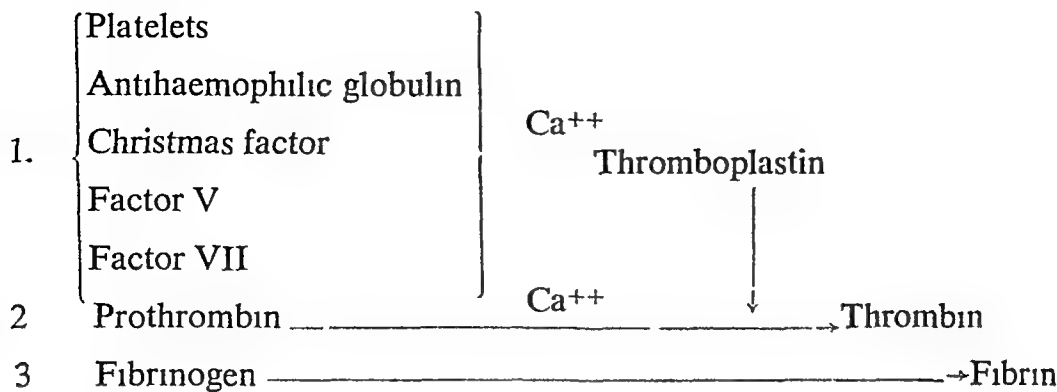 Platelets
Antihaemophilic globulin
Ca++
1. Christmas factor
Thromboplastin
Factor V
Factor VII
Ca++
2 Prothrombin → Thrombin
3 Fibrinogen → Fibrin